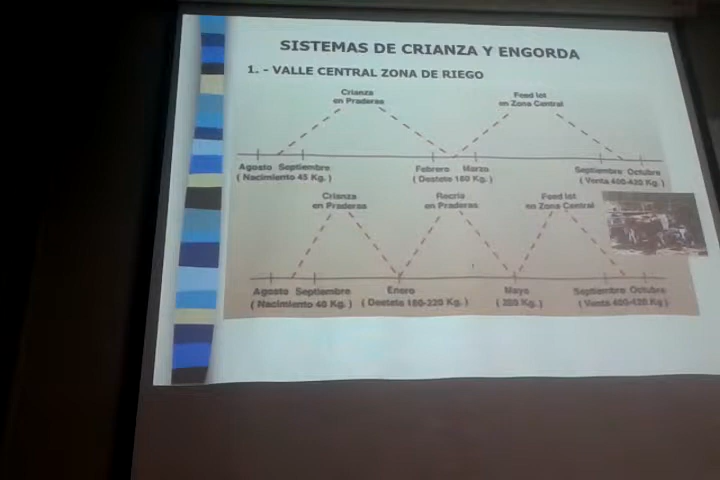 SISTEMAS DE CRIANZA Y ENGORDA
1. - VALLE CENTRAL ZONA DE RIEGO
Crianza
en Praderas
Feed lot
en Zona Central
Agosto Septiembre
Febrero Marzo
Septiembre Octubre
( Nacimiento 45 Kg. )
( Destete 180 Kg. )
( Venta 400-420 Kg. )
Crianza
en Praderas
Recria
en Praderas
Feed lot
en Zona Central
Agosto Septiembre
Enero
Mayo
Septiembre Octubre
( Nacimiento 40 Kg. )
( Destete 180-220 Kg. )
( Kg. )
( Venta 400-420 Kg )